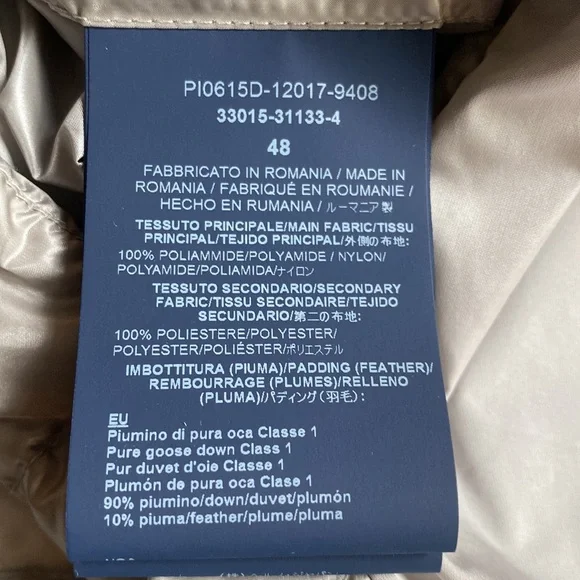 PI0615D-12017-9408
33015-31133-4
48
FABBRICATO IN ROMANIA / MADE IN
ROMANIA / FABRIQUÉ EN ROUMANIE /
HECHO EN RUMANIA / ルーマニア製
TESSUTO PRINCIPALE/MAIN FABRIC/TISSU
PRINCIPAL/TEJIDO PRINCIPAL/外側の布地:
100% POLIAMMIDE/POLYAMIDE / NYLON/
POLYAMIDE/POLIAMIDA/ナイロン
TESSUTO SECONDARIO/SECONDARY
FABRIC/TISSU SECONDAIRE/TEJIDO
SECUNDARIO/第二の布地:
100% POLIESTERE/POLYESTER/
POLYESTER/POLIÉSTER/ポリエステル
IMBOTTITURA (PIUMA)/PADDING (FEATHER)/
REMBOURRAGE (PLUMES)/RELLENO
(PLUMA)/パディング (羽毛):
EU
Piumino di pura oca Classe 1
Pure goose down Class 1
Pur duvet d'oie Classe 1
Plumón de pura oca Clase 1
90% piumino/down/duvet/plumón
10% piuma/feather/plume/pluma